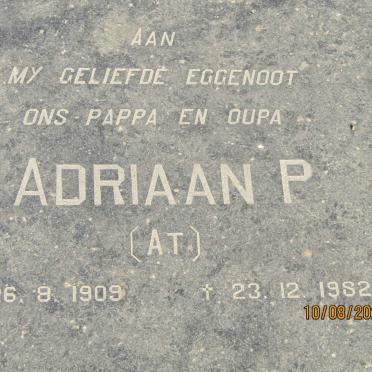 AAN
MY GELIEFDE EGGENOOT
ONS PAPPA EN OUPA
ADRIAAN P
(AT)
6. 8. 1909 † 23. 12. 1982
10/08/20